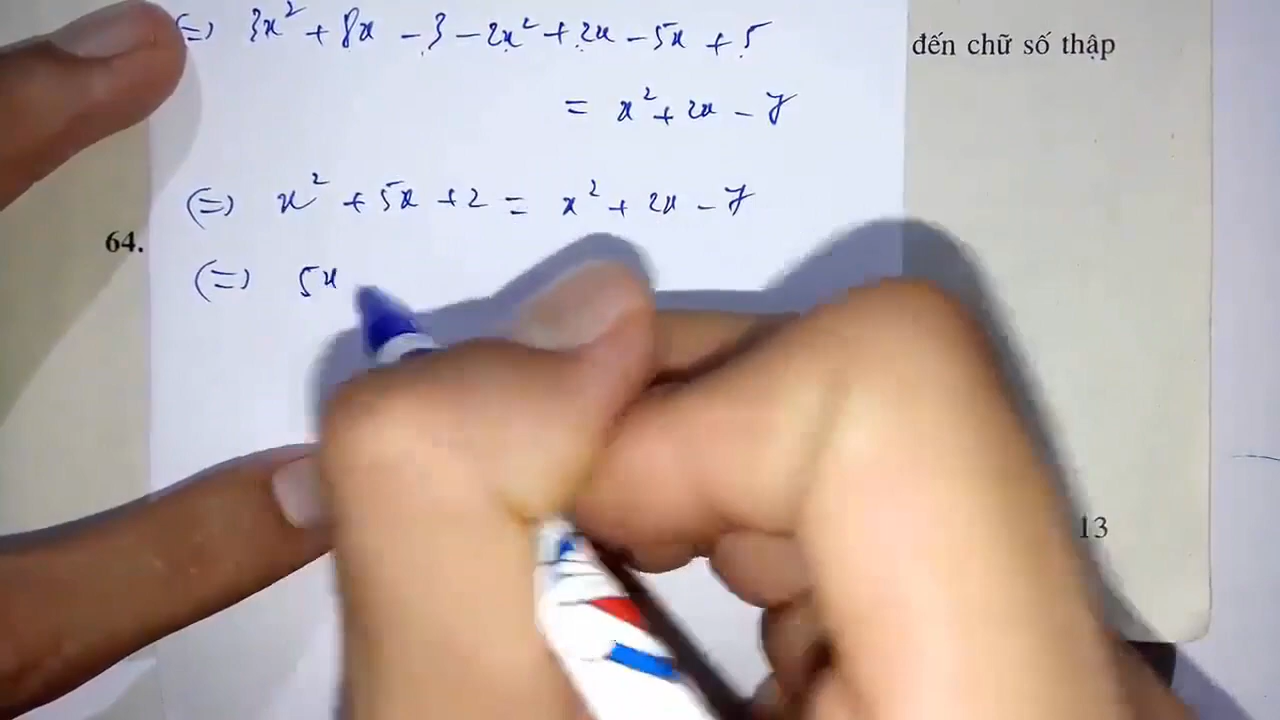 (=) 3x² + 8x - 3 - 2x² + 2x - 5x + 5
= x² + 2x - 7
(=) x² + 5x + 2 = x² + 2x - 7
(=) 5x
đến chữ số thập
64.
13